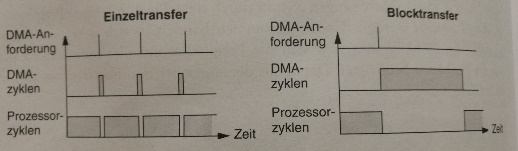 Einzeltransfer
DMA-An-
forderung
DMA-
zyklen
Prozessor-
zyklen
Zeit
Blocktransfer
DMA-An-
forderung
DMA-
zyklen
Prozessor-
zyklen
Zeit